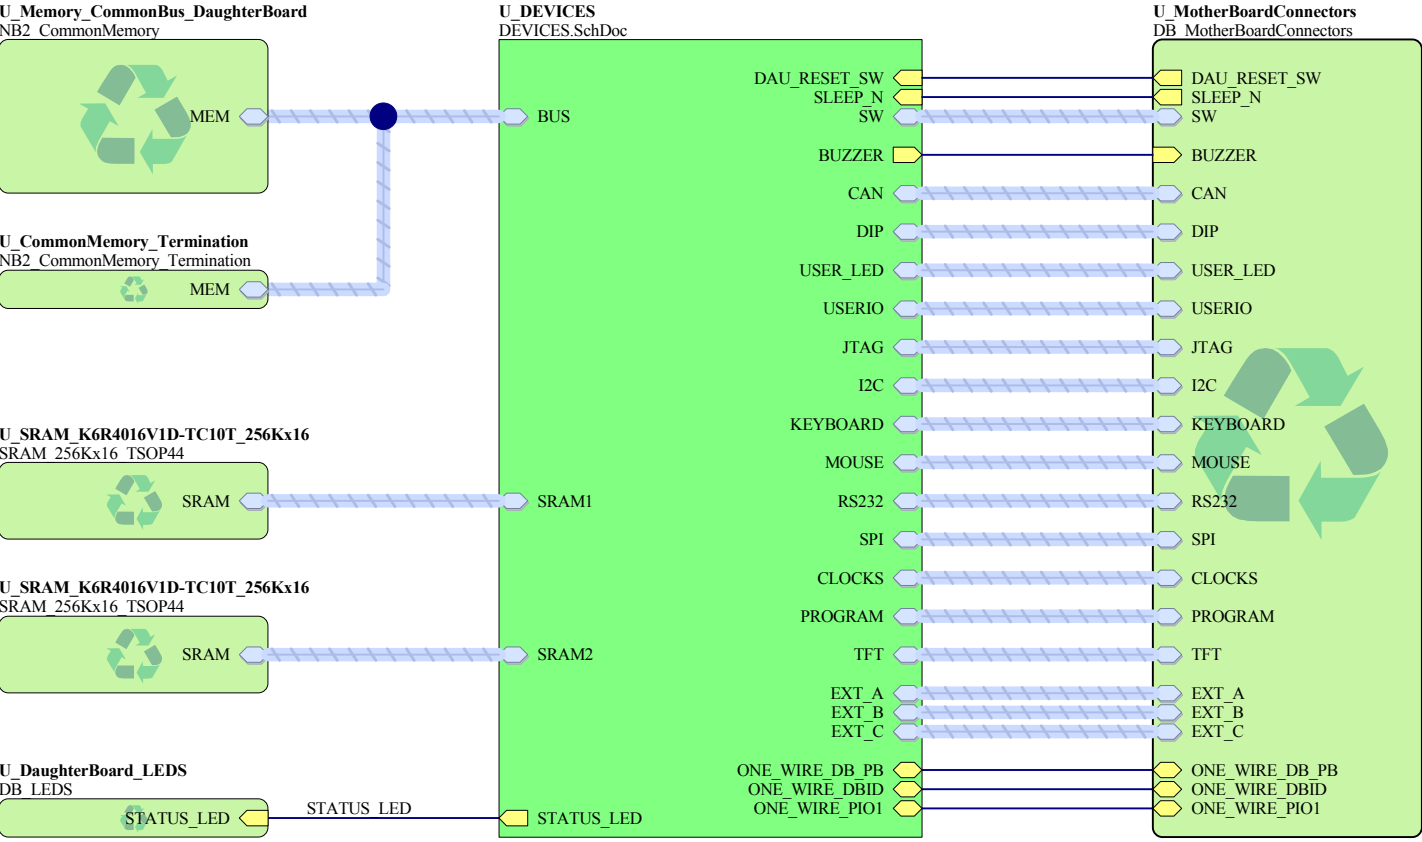 U_Memory_CommonBus_DaughterBoard
NB2_CommonMemory
MEM
U_CommonMemory_Termination
NB2_CommonMemory_Termination
MEM
U_SRAM_K6R4016V1D-TC10T_256Kx16
SRAM_256Kx16_TSOP44
SRAM
U_SRAM_K6R4016V1D-TC10T_256Kx16
SRAM_256Kx16_TSOP44
SRAM
U_DaughterBoard_LEDS
DB_LEDS
STATUS_LED
STATUS_LED
U_DEVICES
DEVICES.SchDoc
BUS
SRAM1
SRAM2
STATUS_LED
DAU_RESET_SW
SLEEP_N
SW
BUZZER
CAN
DIP
USER_LED
USERIO
JTAG
I2C
KEYBOARD
MOUSE
RS232
SPI
CLOCKS
PROGRAM
TFT
EXT_A
EXT_B
EXT_C
ONE_WIRE_DB_PB
ONE_WIRE_DBID
ONE_WIRE_PIO1
U_MotherBoardConnectors
DB_MotherBoardConnectors
DAU_RESET_SW
SLEEP_N
SW
BUZZER
CAN
DIP
USER_LED
USERIO
JTAG
I2C
KEYBOARD
MOUSE
RS232
SPI
CLOCKS
PROGRAM
TFT
EXT_A
EXT_B
EXT_C
ONE_WIRE_DB_PB
ONE_WIRE_DBID
ONE_WIRE_PIO1